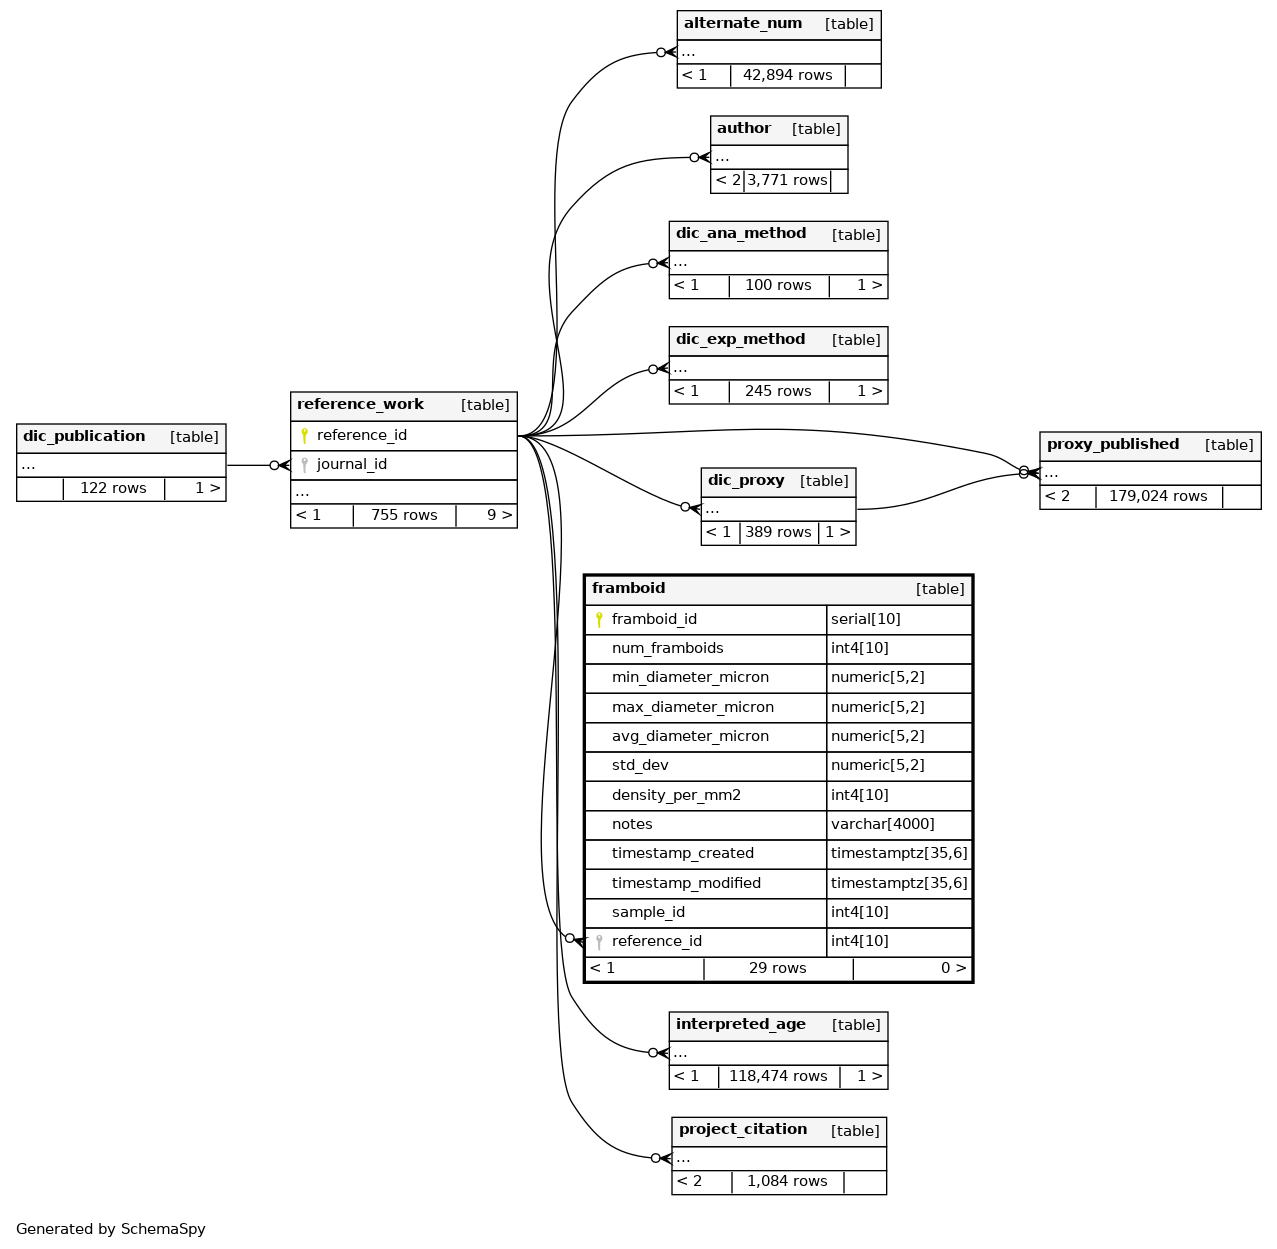 alternate_num [table]
...
< 1 42,894 rows
author [table]
...
< 2 3,771 rows
dic_ana_method [table]
...
< 1 100 rows 1 >
dic_exp_method [table]
...
< 1 245 rows 1 >
reference_work [table]
reference_id
journal_id
...
< 1 755 rows 9 >
dic_publication [table]
...
122 rows 1 >
proxy_published [table]
...
< 2 179,024 rows
dic_proxy [table]
...
< 1 389 rows 1 >
framboid [table]
framboid_id serial[10]
num_framboids int4[10]
min_diameter_micron numeric[5,2]
max_diameter_micron numeric[5,2]
avg_diameter_micron numeric[5,2]
std_dev numeric[5,2]
density_per_mm2 int4[10]
notes varchar[4000]
timestamp_created timestamptz[35,6]
timestamp_modified timestamptz[35,6]
sample_id int4[10]
reference_id int4[10]
< 1 29 rows 0 >
interpreted_age [table]
...
< 1 118,474 rows 1 >
project_citation [table]
...
< 2 1,084 rows
Generated by SchemaSpy